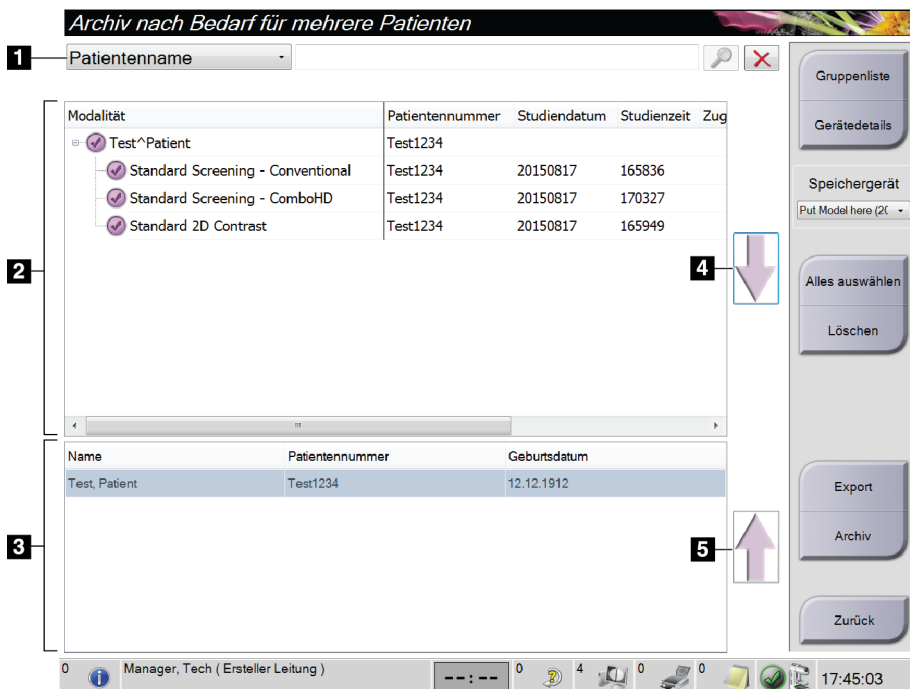 Archiv nach Bedarf für mehrere Patienten
1
Patientenname
Gruppenliste
Gerätedetails
Speichergerät
Put Model here (20
Alles auswählen
Löschen
Export
Archiv
Zurück
2
Modalität Patientennummer Studiendatum Studienzeit Zug
Test^Patient Test1234
Standard Screening - Conventional Test1234 20150817 165836
Standard Screening - ComboHD Test1234 20150817 170327
Standard 2D Contrast Test1234 20150817 165949
4
3
Name Patientennummer Geburtsdatum
Test, Patient Test1234 12.12.1912
5
0 Manager, Tech ( Ersteller Leitung ) --:-- 0 4 0 0 17:45:03